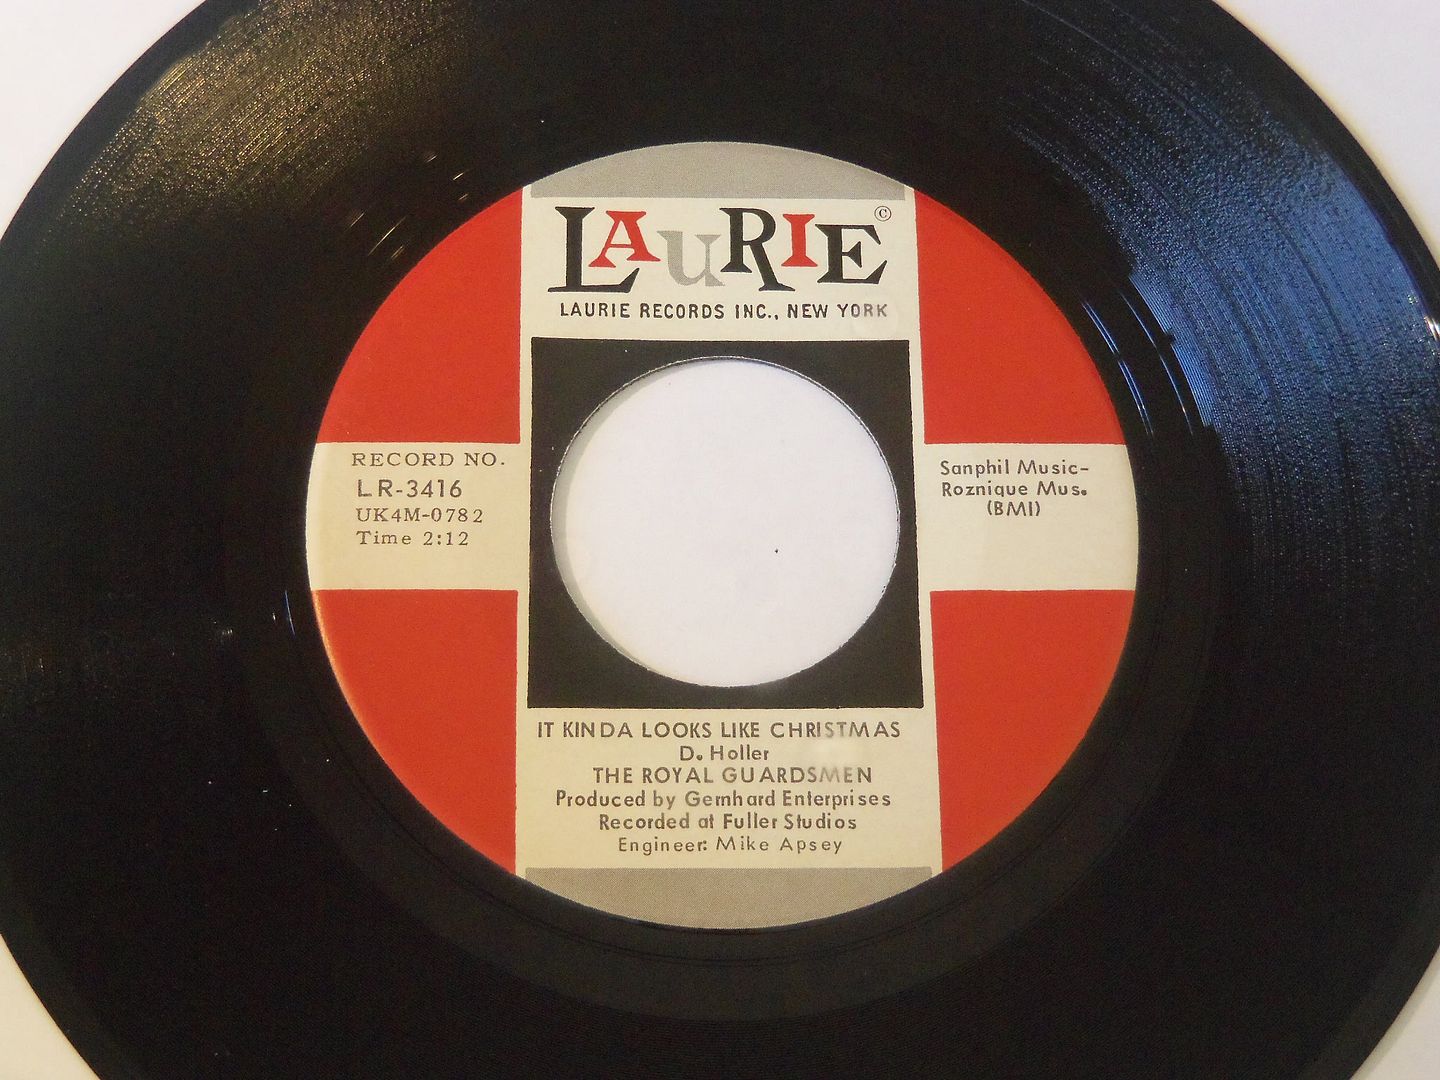 LAURIE ©
LAURIE RECORDS INC., NEW YORK
RECORD NO.
LR-3416
UK4M-0782
Time 2:12
Sanphil Music-
Roznique Mus.
(BMI)
IT KINDA LOOKS LIKE CHRISTMAS
D. Holler
THE ROYAL GUARDSMEN
Produced by Gernhard Enterprises
Recorded at Fuller Studios
Engineer: Mike Apsey